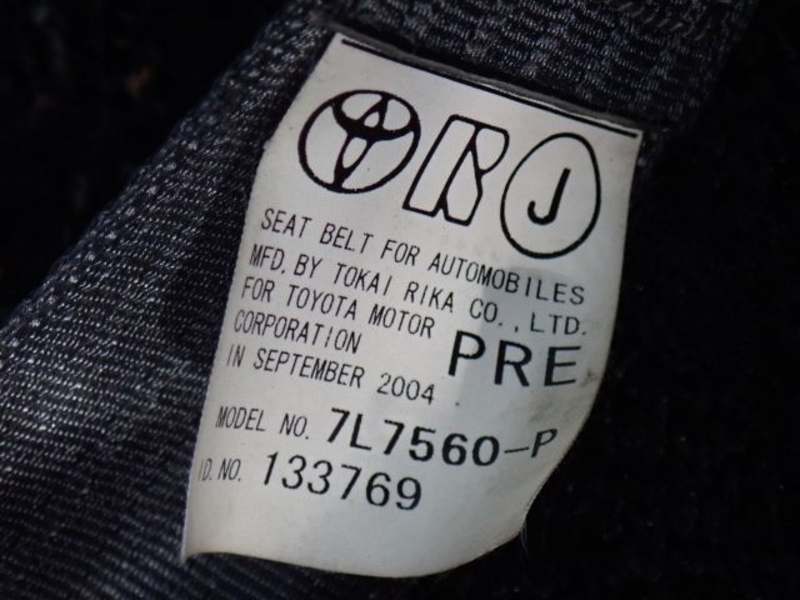 J
SEAT BELT FOR AUTOMOBILES
MFD. BY TOKAI RIKA CO., LTD.
FOR TOYOTA MOTOR
CORPORATION PRE
IN SEPTEMBER 2004
MODEL NO. 7L7560-P
ID. NO. 133769